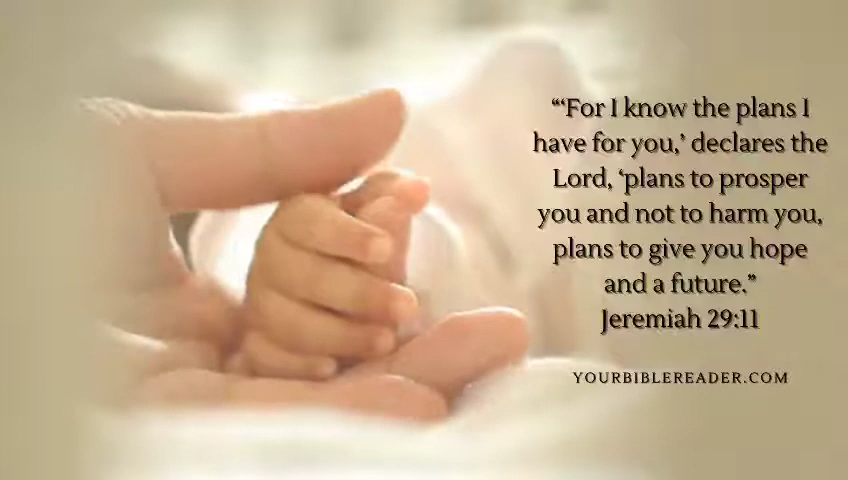 “‘For I know the plans I
have for you,’ declares the
Lord, ‘plans to prosper
you and not to harm you,
plans to give you hope
and a future.”
Jeremiah 29:11
YOURBIBLEREADER.COM